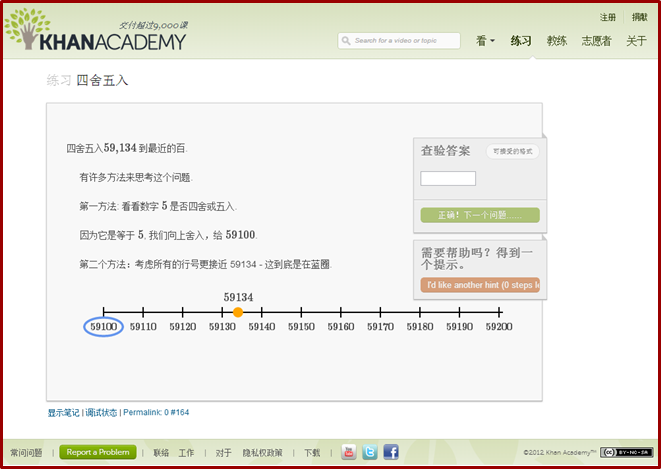 交付超过9,000课
KHANACADEMY
注册 捐献
Search for a video or topic
看 练习 教练 志愿者 关于
练习 四舍五入
四舍五入59,134 到最近的百.
有许多方法来思考这个问题.
第一方法: 看看数字 5 是否四舍或五入.
因为它是等于 5, 我们向上舍入，给 59100.
第二个方法：考虑所有的行号更接近 59134 - 这到底是在蓝圈.
59134
59100 59110 59120 59130 59140 59150 59160 59170 59180 59190 59200
查验答案 可接受的格式
正确！下一个问题......
需要帮助吗？得到一
个提示。
I'd like another hint (0 steps le
显示笔记 | 调试状态 | Permalink: 0 #164
常问问题 | Report a Problem | 联络 工作 | 对于 隐私权政策 | 下载 |
©2012 Khan Academy™ BY-NC-SA